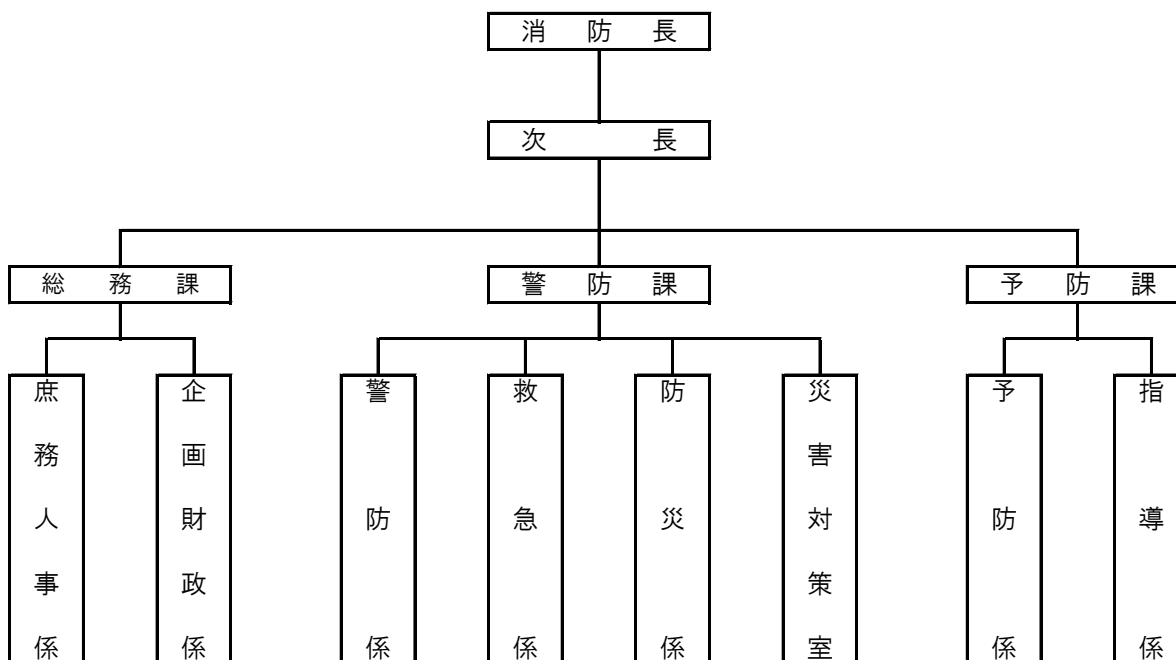 消防長
次長
総務課
警防課
予防課
庶務人事係
企画財政係
警防係
救急係
防災係
災害対策室
予防係
指導係